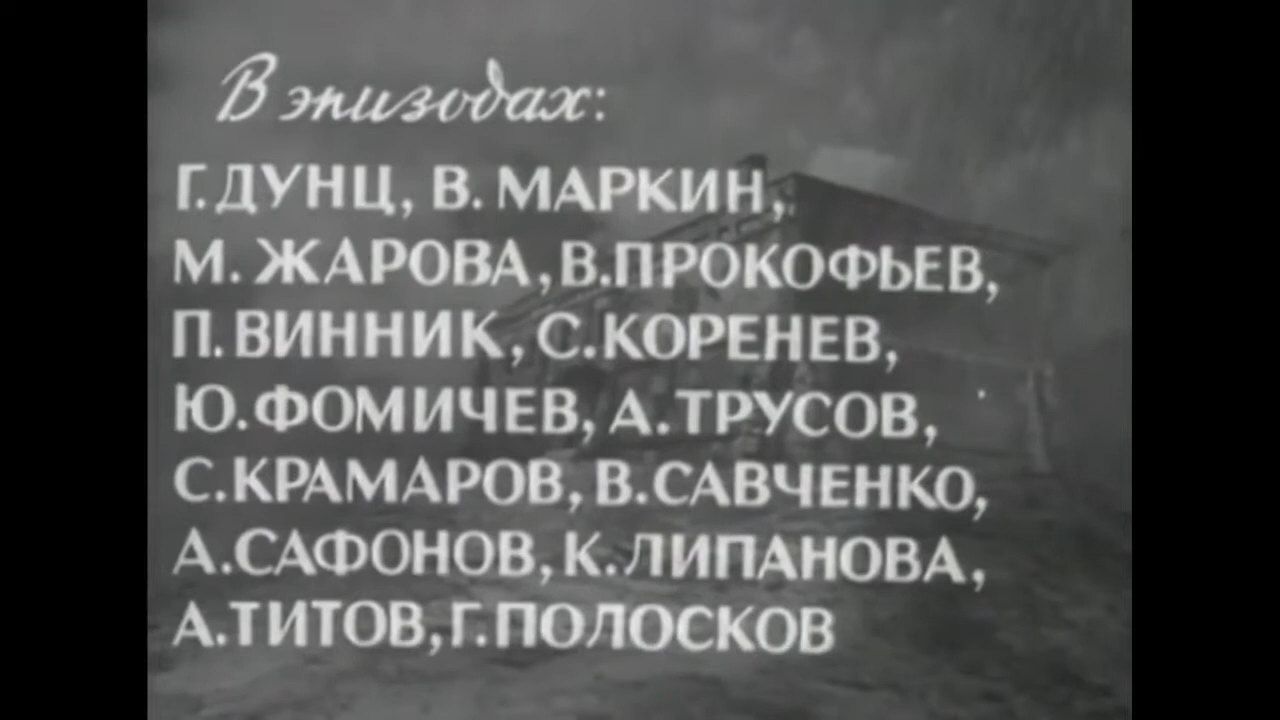 В эпизодах:
Г. ДУНЦ, В. МАРКИН,
М. ЖАРОВА, В. ПРОКОФЬЕВ,
П. ВИННИК, С. КОРЕНЕВ,
Ю. ФОМИЧЕВ, А. ТРУСОВ,
С. КРАМАРОВ, В. САВЧЕНКО,
А. САФОНОВ, К. ЛИПАНОВА,
А. ТИТОВ, Г. ПОЛОСКОВ